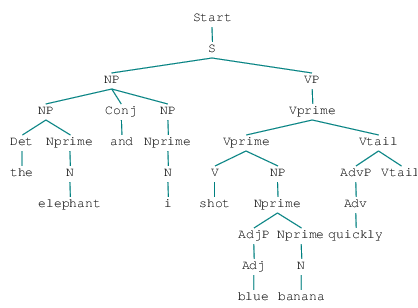 Start
S
NP VP
NP Conj NP Vprime
Det Nprime and Nprime Vprime Vtail
the N N V NP AdvP Vtail
elephant i shot Nprime Adv
AdjP Nprime quickly
Adj N
blue banana